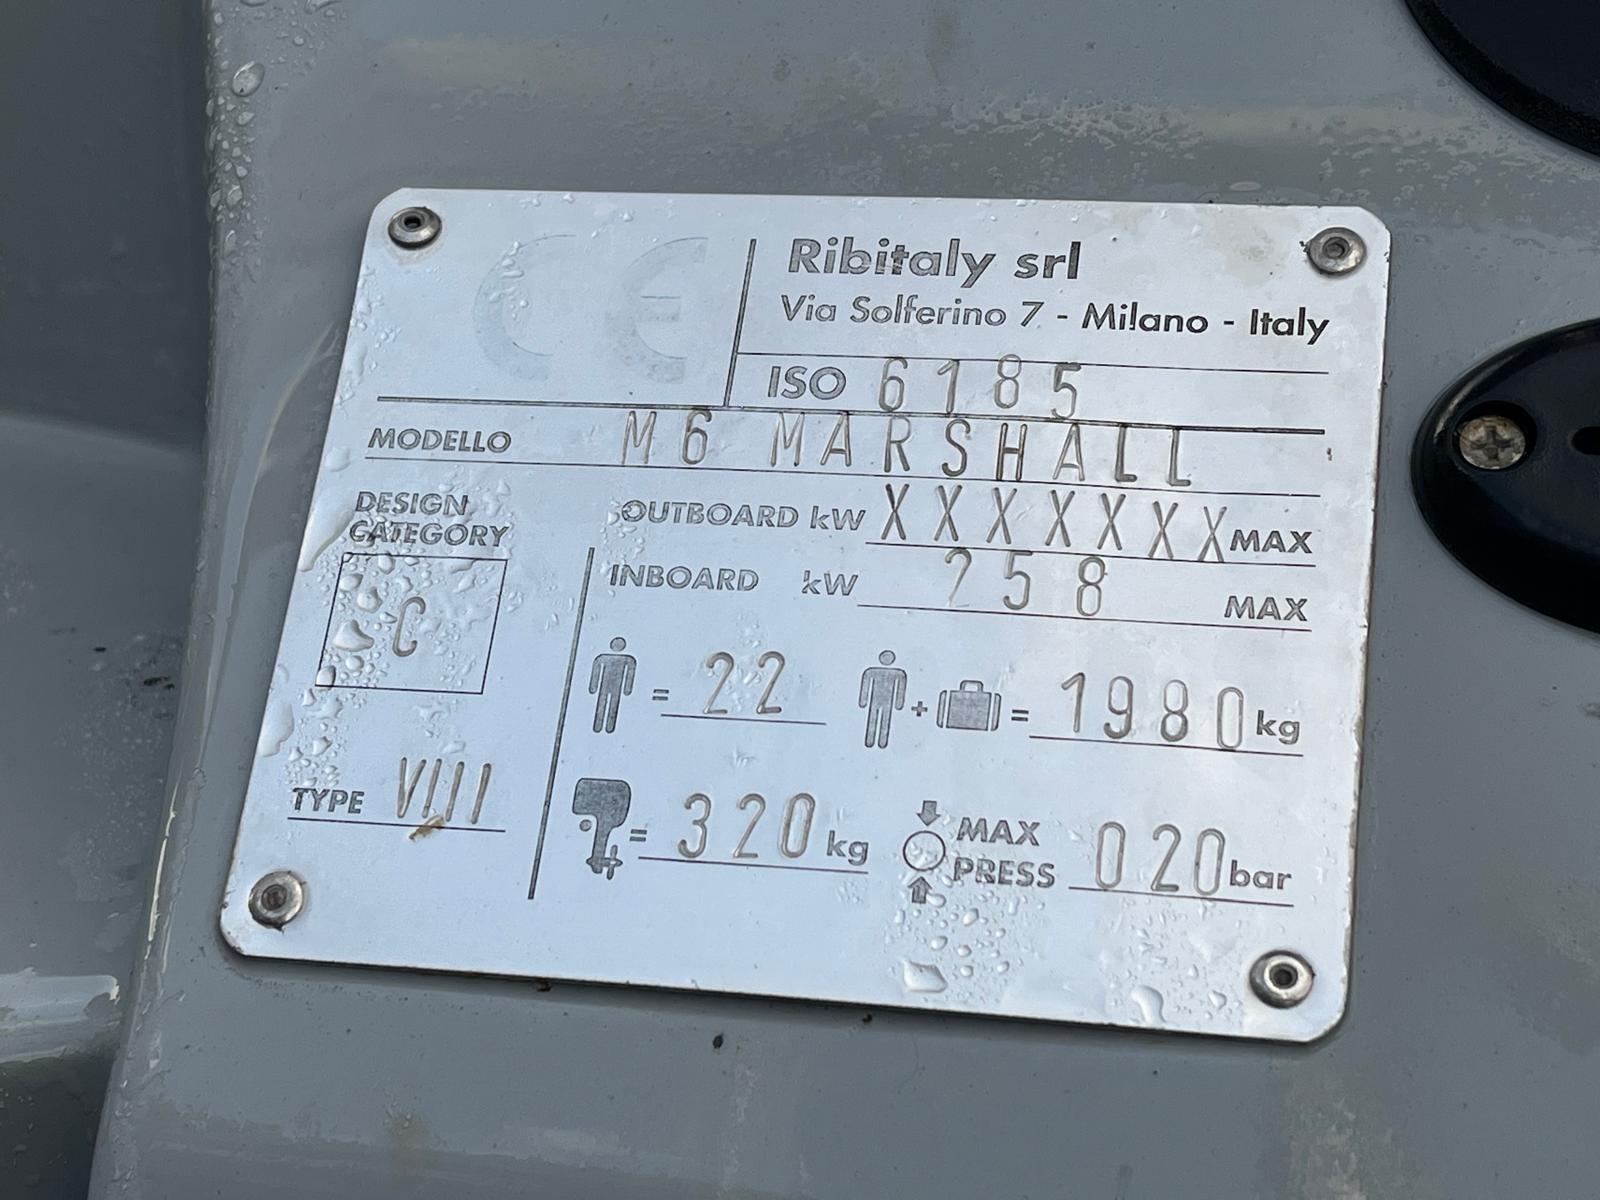 CE
Ribitaly srl
Via Solferino 7 - Milano - Italy
ISO 6185
MODELLO M6 MARSHALL
DESIGN
CATEGORY
C
TYPE VIII
OUTBOARD kW XXXXXXX MAX
INBOARD kW 258 MAX
= 22
+ = 1980 kg
= 320 kg
MAX
PRESS 020 bar